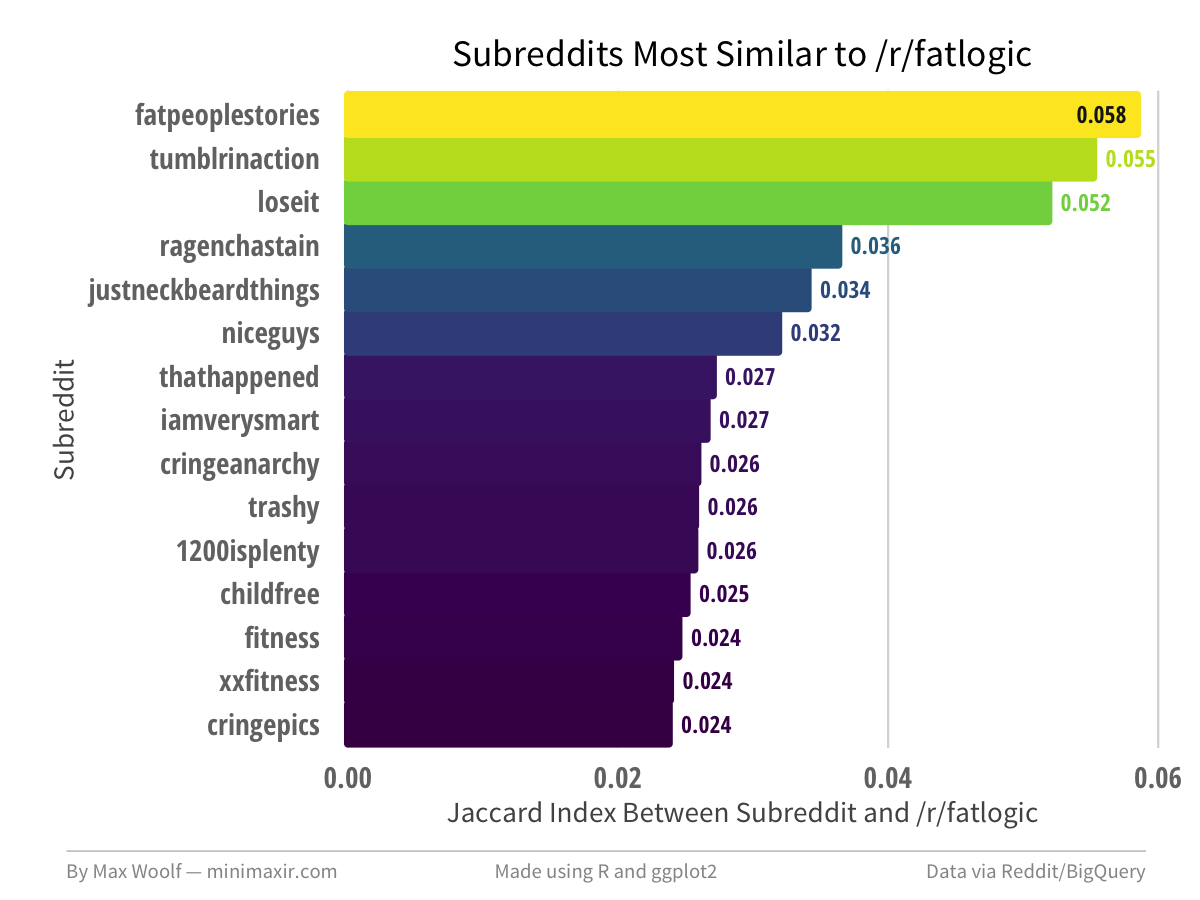 Subreddits Most Similar to /r/fatlogic
fatpeoplestories 0.058
tumblrinaction 0.055
loseit 0.052
ragenchastain 0.036
justneckbeardthings 0.034
niceguys 0.032
thathappened 0.027
iamverysmart 0.027
cringeanarchy 0.026
trashy 0.026
1200isplenty 0.026
childfree 0.025
fitness 0.024
xxfitness 0.024
cringepics 0.024
Subreddit
0.00 0.02 0.04 0.06
Jaccard Index Between Subreddit and /r/fatlogic
By Max Woolf — minimaxir.com Made using R and ggplot2 Data via Reddit/BigQuery